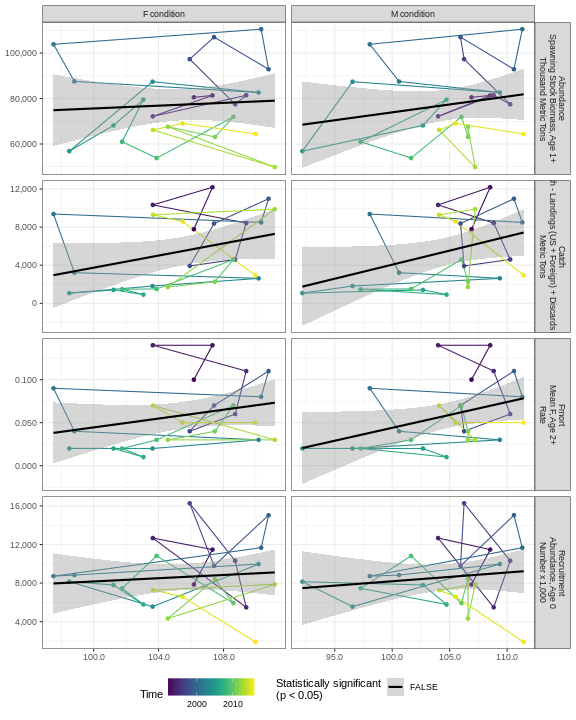 F condition
M condition
100,000
80,000
60,000
Abundance
Spawning Stock Biomass, Age 1+
Thousand Metric Tons
12,000
8,000
4,000
0
Catch
h - Landings (US + Foreign) + Discards
Metric Tons
0.100
0.050
0.000
Fmort
Mean F, Age 2+
Rate
16,000
12,000
8,000
4,000
Recruitment
Abundance, Age 0
Number x 1,000
100.0
104.0
108.0
95.0
100.0
105.0
110.0
Time
2000
2010
Statistically significant
(p < 0.05)
FALSE